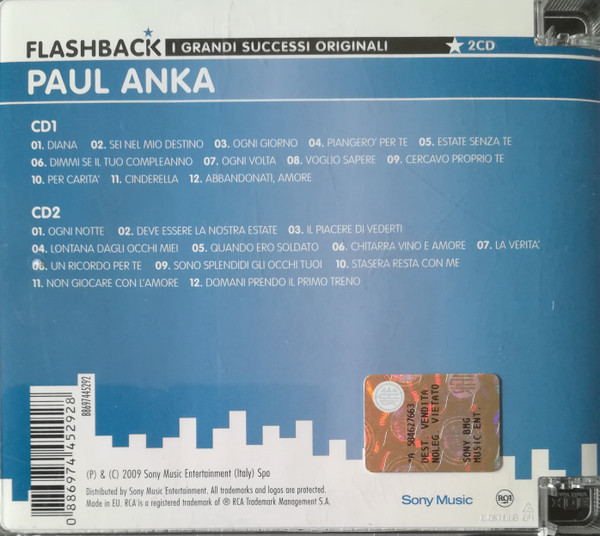 FLASHBACK I GRANDI SUCCESSI ORIGINALI ★ 2CD
PAUL ANKA
CD1
01. DIANA 02. SEI NEL MIO DESTINO 03. OGNI GIORNO 04. PIANGERO' PER TE 05. ESTATE SENZA TE
06. DIMMI SE IL TUO COMPLEANNO 07. OGNI VOLTA 08. VOGLIO SAPERE 09. CERCAVO PROPRIO TE
10. PER CARITA' 11. CINDERELLA 12. ABBANDONATI, AMORE
CD2
01. OGNI NOTTE 02. DEVE ESSERE LA NOSTRA ESTATE 03. IL PIACERE DI VEDERTI
04. LONTANA DAGLI OCCHI MIEI 05. QUANDO ERO SOLDATO 06. CHITARRA VINO E AMORE 07. LA VERITA'
08. UN RICORDO PER TE 09. SONO SPLENDIDI GLI OCCHI TUOI 10. STASERA RESTA CON ME
11. NON GIOCARE CON L'AMORE 12. DOMANI PRENDO IL PRIMO TRENO
88697445292
0 886974 452928
*A 504627663
DEST. VENDITA
NOLEG. VIETATO
SONY BMG
MUSIC ENT.
(P) & (C) 2009 Sony Music Entertainment (Italy) Spa
Distributed by Sony Music Entertainment. All trademarks and logos are protected.
Made in EU. RCA is a registered trademark of ® RCA Trademark Management S.A.
Sony Music RCA